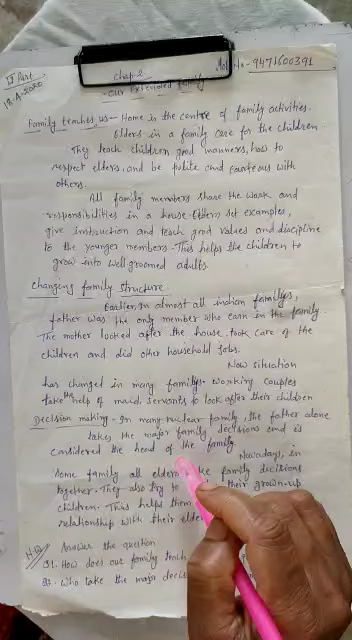 II Part
18-4-2020
Chap-2
Mob No-9471600391
- Our Extended family
Family teaches us - Home is the centre of family activities.
Elders in a family care for the children.
They teach children good manners, how to
respect elders, and be polite and courteous with
others.
All family members share the work and
responsibilities in a house. Elders set examples,
give instruction and teach good values and discipline
to the younger members. This helps the children to
grow into well groomed adults.
Changing family structure
Earlier, In almost all indian familys,
father was the only member who earn in the family.
The mother looked after the house took care of the
children and did other household jobs.
Now situation
has changed in many familys. Working couples
take the help of maid, servants to look after their children
Decision making - In many nuclear family, the father alone
takes the major family decisions and is
considered the head of the family.
Nowadays, in
some family all elders the family decisions
together. They also try to their grown-up
children. This helps them
relationship with their elder
NB Answer the question
Q1. How does our family teach
Q2. Who take the major decis